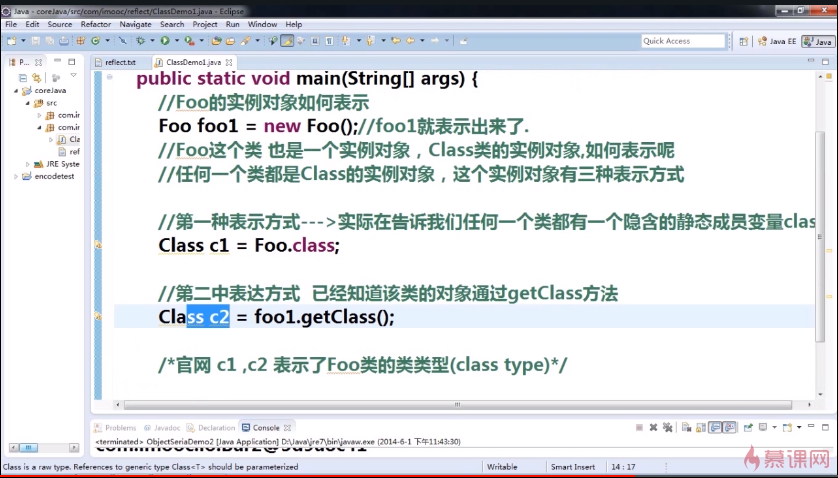 Java - coreJava/src/com/imooc/reflect/ClassDemo1.java - Eclipse
File Edit Source Refactor Navigate Search Project Run Window Help
Quick Access
Java EE
Java
P...
reflect.txt
ClassDemo1.java
coreJava
src
com.ir
com.ir
Cla
ref
JRE Syste
encodetest
public static void main(String[] args) {
//Foo的实例对象如何表示
Foo foo1 = new Foo();//foo1就表示出来了.
//Foo这个类 也是一个实例对象，Class类的实例对象,如何表示呢
//任何一个类都是Class的实例对象，这个实例对象有三种表示方式
//第一种表示方式--->实际在告诉我们任何一个类都有一个隐含的静态成员变量clas
Class c1 = Foo.class;
//第二中表达方式 已经知道该类的对象通过getClass方法
Class c2 = foo1.getClass();
/*官网 c1 ,c2 表示了Foo类的类类型(class type)*/
Problems @ Javadoc Declaration Console
<terminated> ObjectSeriaDemo2 [Java Application] D:\Java\jre7\bin\javaw.exe (2014-6-1 下午11:43:30)
Class is a raw type. References to generic type Class<T> should be parameterized
Writable
Smart Insert
14 : 17
慕课网